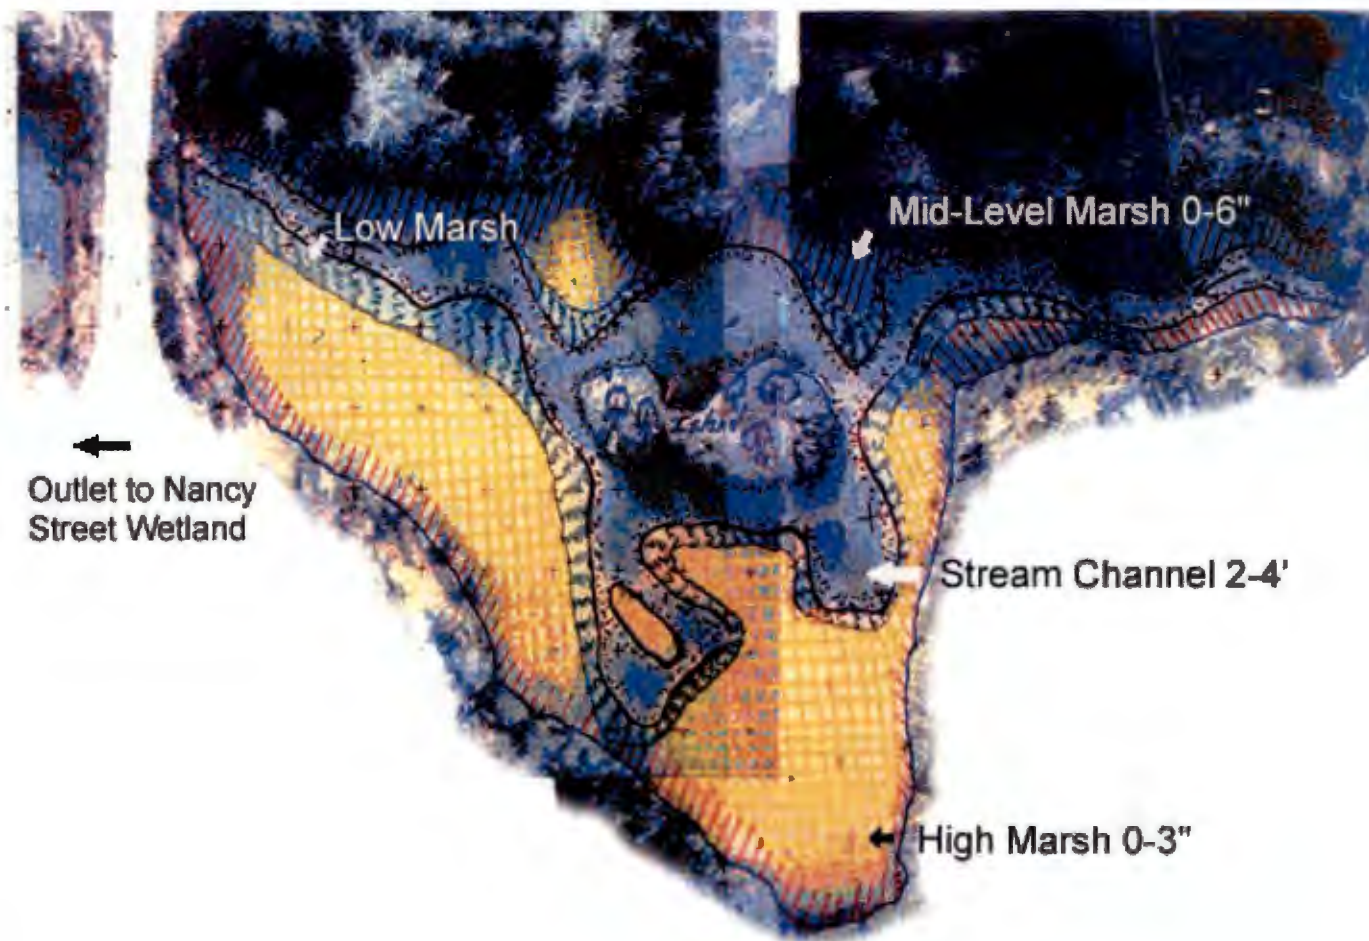 Mid-Level Marsh 0-6"
Low Marsh
Outlet to Nancy
Street Wetland
Stream Channel 2-4'
High Marsh 0-3"